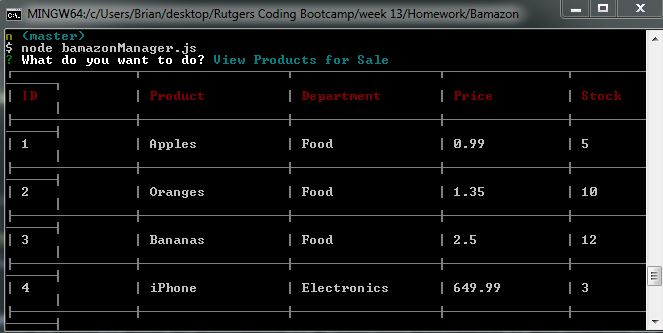 MINGW64:/c/Users/Brian/desktop/Rutgers Coding Bootcamp/week 13/Homework/Bamazon
n (master)
$ node bamazonManager.js
? What do you want to do? View Products for Sale
ID Product Department Price Stock
1 Apples Food 0.99 5
2 Oranges Food 1.35 10
3 Bananas Food 2.5 12
4 iPhone Electronics 649.99 3